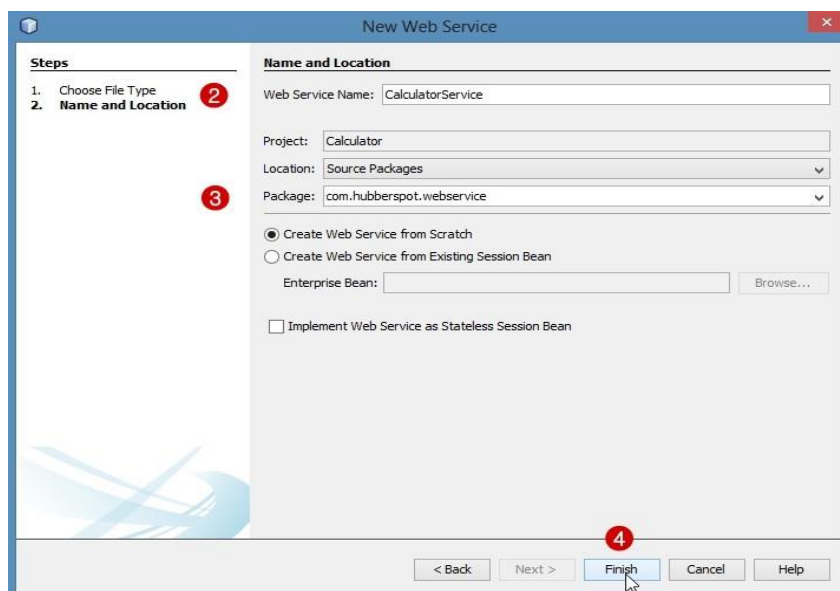 New Web Service
Steps
1. Choose File Type
2. Name and Location
2
3
Name and Location
Web Service Name: CalculatorService
Project: Calculator
Location: Source Packages
Package: com.hubberspot.webservice
Create Web Service from Scratch
Create Web Service from Existing Session Bean
Enterprise Bean: Browse...
Implement Web Service as Stateless Session Bean
4
< Back Next > Finish Cancel Help